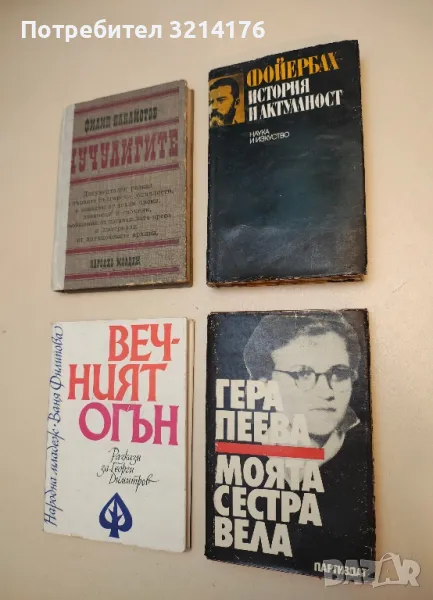 Потребител 3214176
ФИЛИП ПАНАЙОТОВ
ЧУЧУЛИГИТЕ
НАРОДНА МЛАДЕЖ
ФОЙЕРБАХ-
ИСТОРИЯ
И АКТУАЛНОСТ
НАУКА
И ИЗКУСТВО
Народна младеж · Ваня Филипова
ВЕЧ-
НИЯТ
ОГЪН
Разкази
за Георги
Димитров
ГЕРА
ПЕЕВА
МОЯТА
СЕСТРА
ВЕЛА
ПАРТИЗДАТ
BAZAR